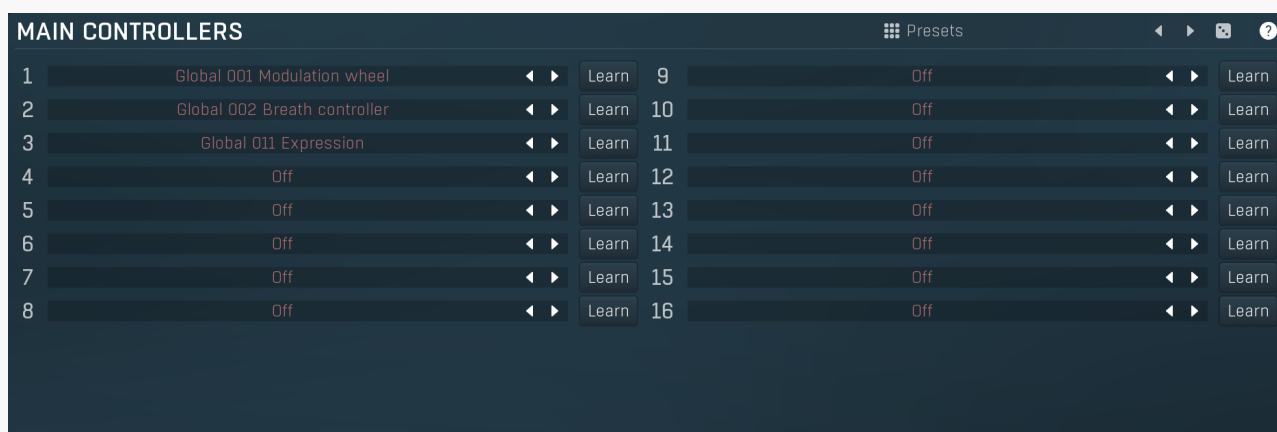 MAIN CONTROLLERS Presets ?
1 Global 001 Modulation wheel Learn 9 Off Learn
2 Global 002 Breath controller Learn 10 Off Learn
3 Global 011 Expression Learn 11 Off Learn
4 Off Learn 12 Off Learn
5 Off Learn 13 Off Learn
6 Off Learn 14 Off Learn
7 Off Learn 15 Off Learn
8 Off Learn 16 Off Learn